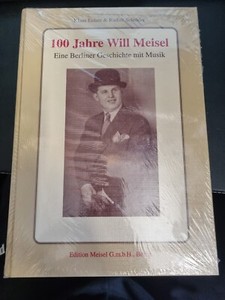 100 Jahre Will Meisel
Eine Berliner Geschichte mit Musik
Edition Meisel G.m.b.H.